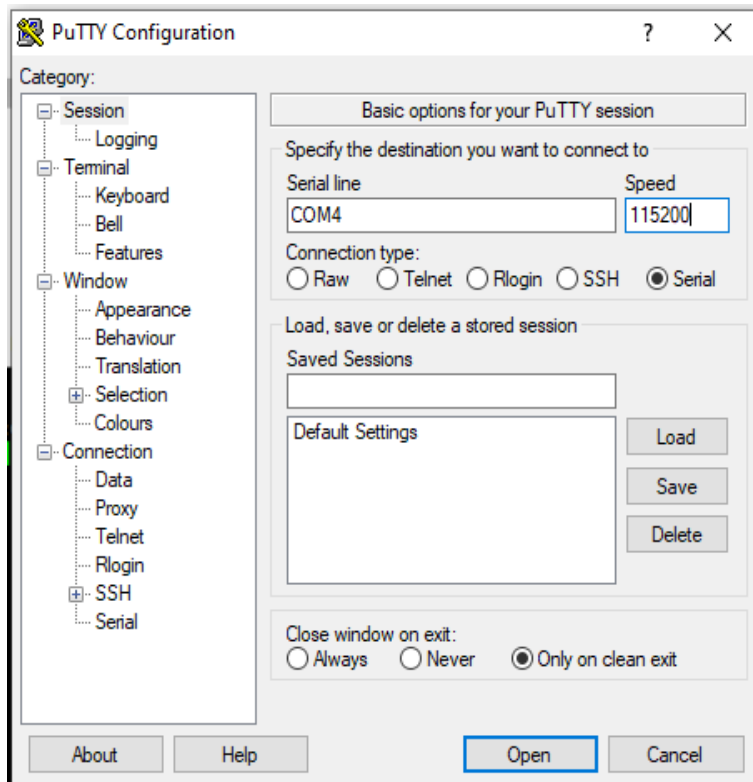 PuTTY Configuration
?
Category:
Session
Logging
Terminal
Keyboard
Bell
Features
Window
Appearance
Behaviour
Translation
Selection
Colours
Connection
Data
Proxy
Telnet
Rlogin
SSH
Serial
Basic options for your PuTTY session
Specify the destination you want to connect to
Serial line Speed
COM4 115200
Connection type:
Raw Telnet Rlogin SSH Serial
Load, save or delete a stored session
Saved Sessions
Default Settings
Load
Save
Delete
Close window on exit:
Always Never Only on clean exit
About Help Open Cancel